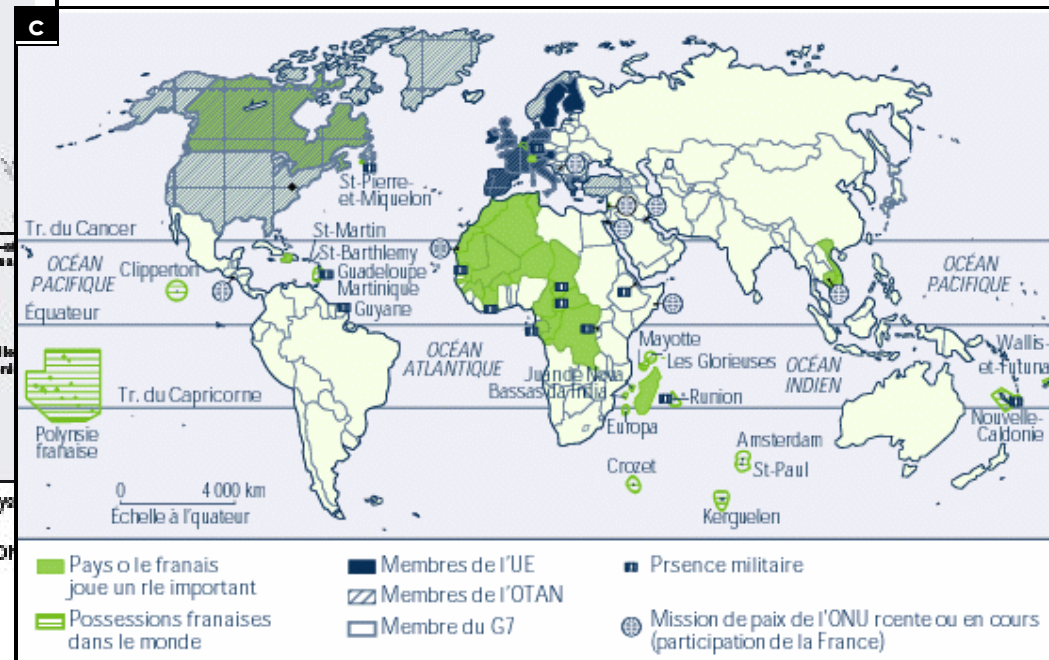 C
St-Pierre-
et-Miquelon
Tr. du Cancer
St-Martin
St-Barthlemy
Guadeloupe
Martinique
OCÉAN
PACIFIQUE
Clipperton
Guyane
Équateur
OCÉAN
PACIFIQUE
OCÉAN
ATLANTIQUE
OCÉAN
INDIEN
Mayotte
Les Glorieuses
Juan de Nova
Bassas da India
Runion
Europa
Wallis-
et-Futuna
Nouvelle-
Caldonie
Tr. du Capricorne
Polynsie
franaise
Amsterdam
St-Paul
Crozet
Kerguelen
0 4 000 km
Échelle à l'quateur
Pays o le franais
joue un rle important
Possessions franaises
dans le monde
Membres de l'UE
Membres de l'OTAN
Membre du G7
Prsence militaire
Mission de paix de l'ONU rcente ou en cours
(participation de la France)